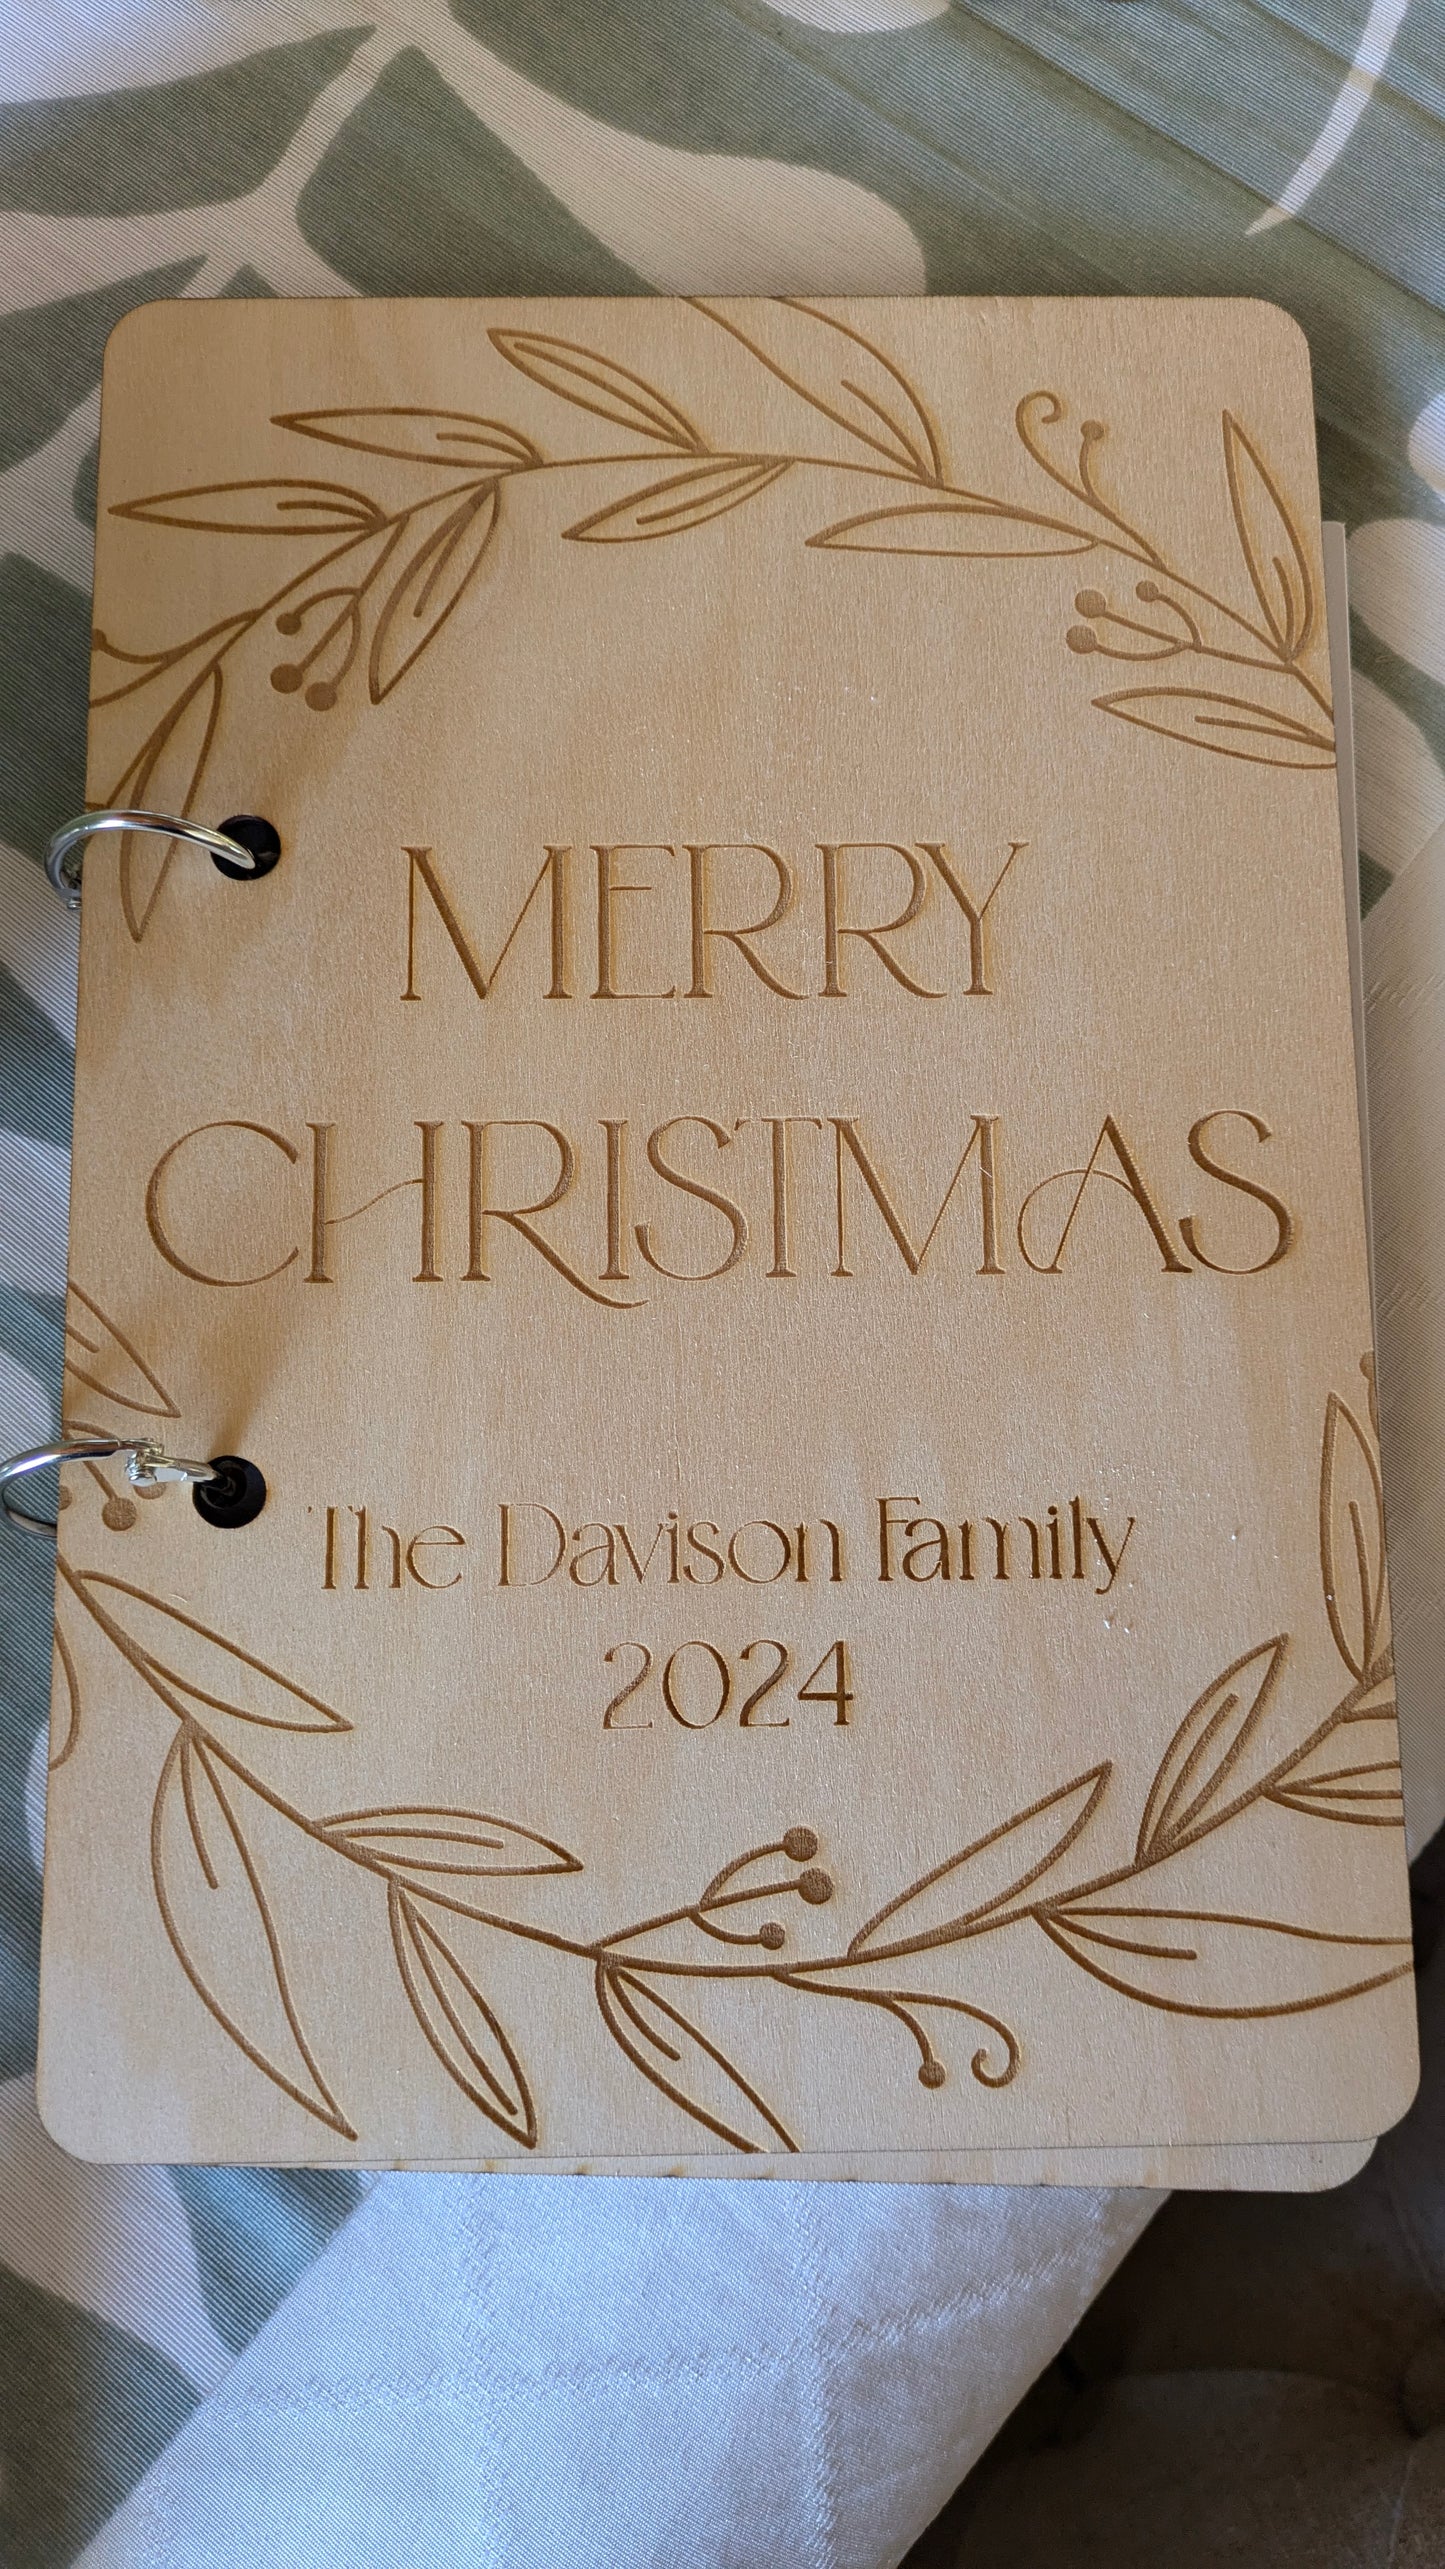 MERRY
CHRISTMAS
The Davison Family
2024